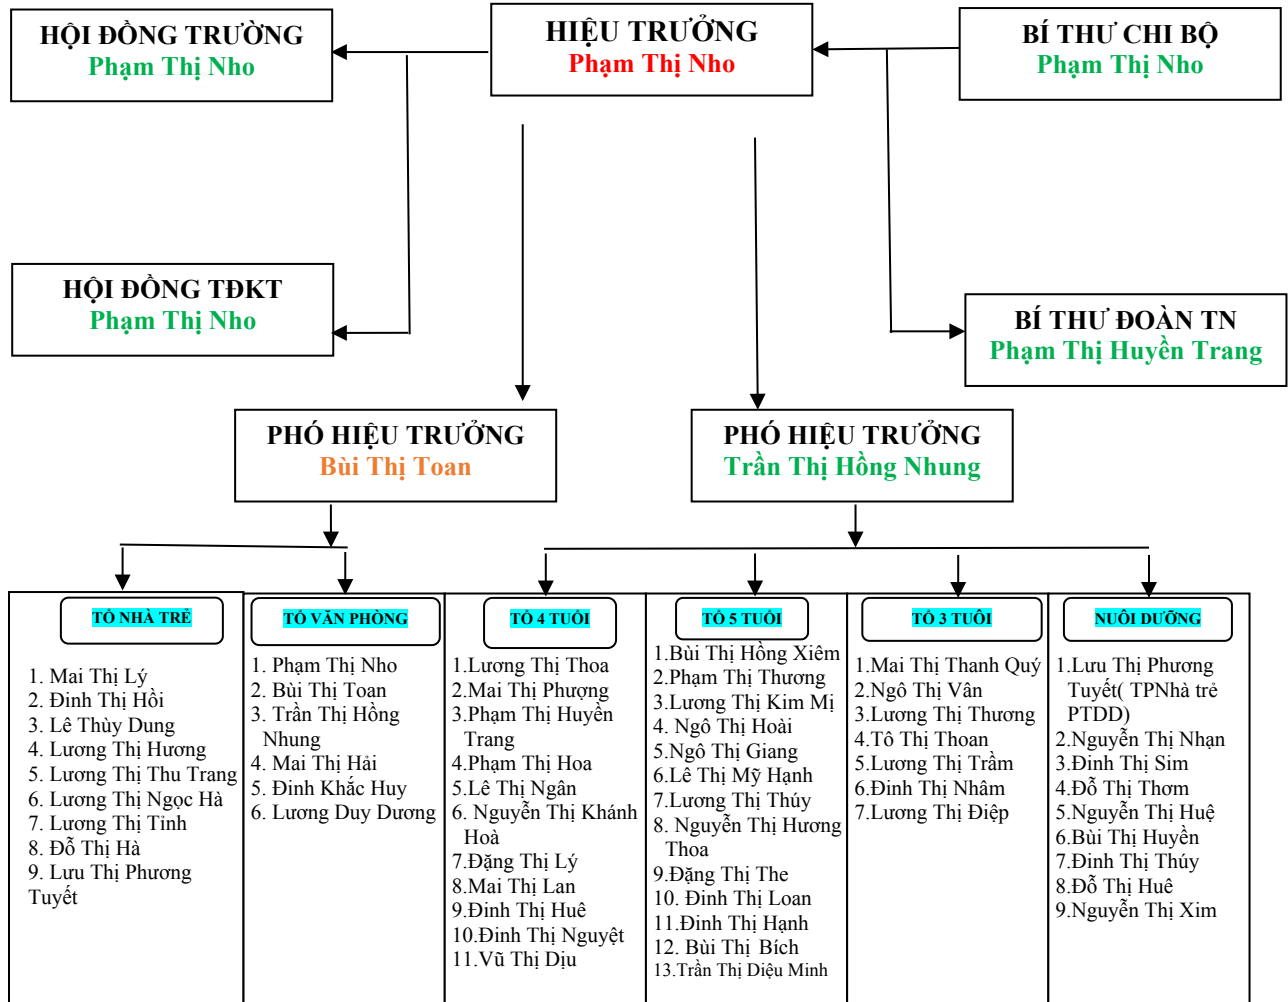 HỘI ĐỒNG TRƯỜNG
Phạm Thị Nho
HIỆU TRƯỞNG
Phạm Thị Nho
BÍ THƯ CHI BỘ
Phạm Thị Nho
HỘI ĐỒNG TĐKT
Phạm Thị Nho
BÍ THƯ ĐOÀN TN
Phạm Thị Huyền Trang
PHÓ HIỆU TRƯỞNG
Bùi Thị Toan
PHÓ HIỆU TRƯỞNG
Trần Thị Hồng Nhung
TỔ NHÀ TRẺ
1. Mai Thị Lý
2. Đinh Thị Hồi
3. Lê Thùy Dung
4. Lương Thị Hương
5. Lương Thị Thu Trang
6. Lương Thị Ngọc Hà
7. Lương Thị Tỉnh
8. Đỗ Thị Hà
9. Lưu Thị Phương
Tuyết
TỔ VĂN PHÒNG
1. Phạm Thị Nho
2. Bùi Thị Toan
3. Trần Thị Hồng
Nhung
4. Mai Thị Hải
5. Đinh Khắc Huy
6. Lương Duy Dương
TỔ 4 TUỔI
1.Lương Thị Thoa
2.Mai Thị Phượng
3.Phạm Thị Huyền
Trang
4.Phạm Thị Hoa
5.Lê Thị Ngân
6. Nguyễn Thị Khánh
Hoà
7.Đặng Thị Lý
8.Mai Thị Lan
9.Đinh Thị Huê
10.Đinh Thị Nguyệt
11.Vũ Thị Dịu
TỔ 5 TUỔI
1.Bùi Thị Hồng Xiêm
2.Phạm Thị Thương
3.Lương Thị Kim Mị
4. Ngô Thị Hoài
5.Ngô Thị Giang
6.Lê Thị Mỹ Hạnh
7.Lương Thị Thúy
8. Nguyễn Thị Hương
Thoa
9.Đặng Thị The
10. Đinh Thị Loan
11.Đinh Thị Hạnh
12. Bùi Thị Bích
13.Trần Thị Diệu Minh
TỔ 3 TUỔI
1.Mai Thị Thanh Quý
2.Ngô Thị Vân
3.Lương Thị Thương
4.Tô Thị Thoan
5.Lương Thị Trầm
6.Đinh Thị Nhâm
7.Lương Thị Điệp
NUÔI DƯỠNG
1.Lưu Thị Phương
Tuyết( TPNhà trẻ
PTDD)
2.Nguyễn Thị Nhạn
3.Đinh Thị Sim
4.Đỗ Thị Thơm
5.Nguyễn Thị Huệ
6.Bùi Thị Huyền
7.Đinh Thị Thúy
8.Đỗ Thị Huê
9.Nguyễn Thị Xim